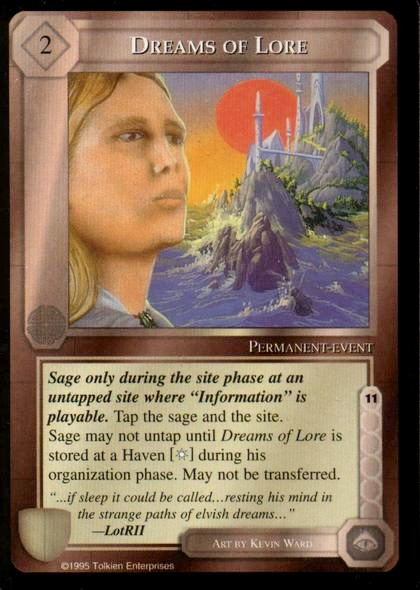 2
DREAMS OF LORE
PERMANENT-EVENT
Sage only during the site phase at an
untapped site where “Information” is
playable. Tap the sage and the site.
Sage may not untap until Dreams of Lore is
stored at a Haven [☼] during his
organization phase. May not be transferred.
“...if sleep it could be called…resting his mind in
the strange paths of elvish dreams…”
—LotRII
11
ART BY KEVIN WARD
©1995 Tolkien Enterprises